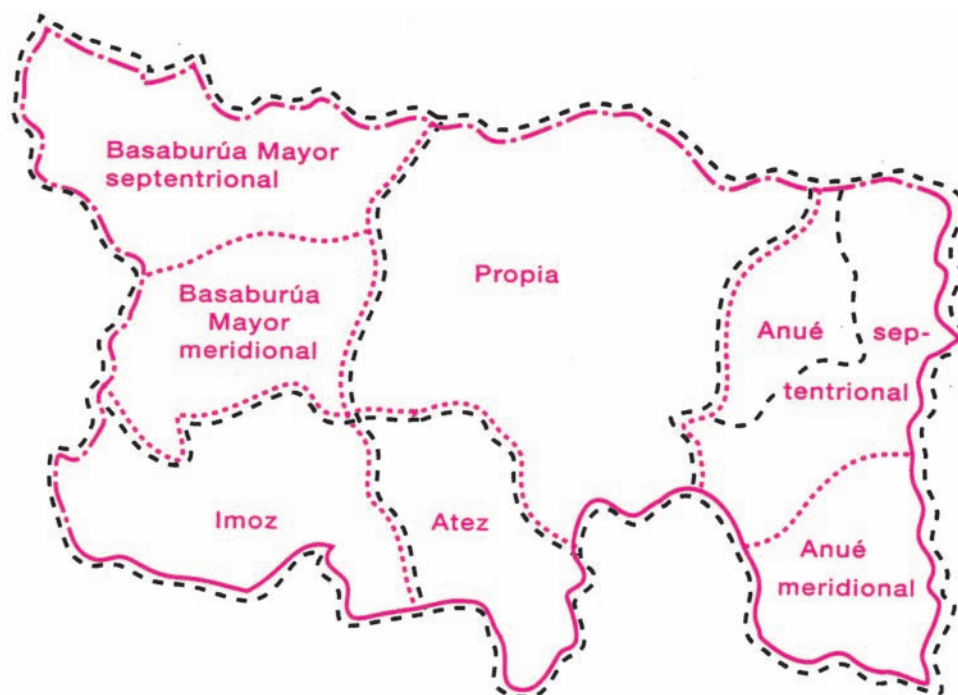 Basaburúa Mayor
septentrional
Basaburúa
Mayor
meridional
Propia
Anué sep-
tentrional
Imoz
Atez
Anué
meridional